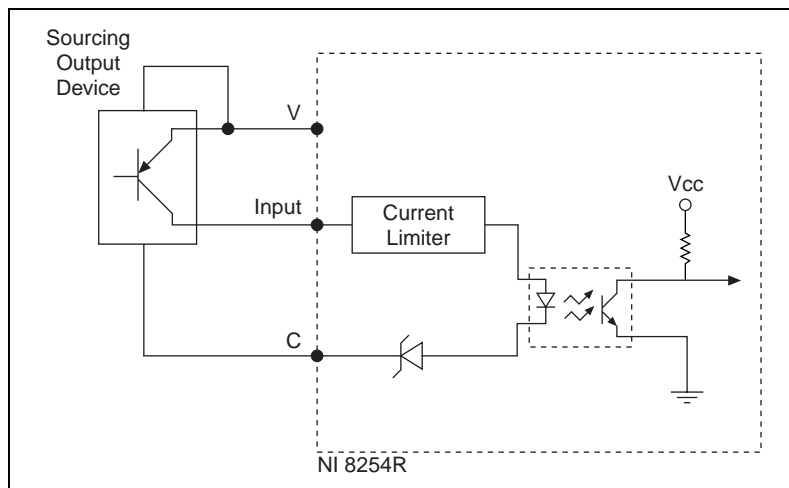 Sourcing
Output
Device
V
Input
Current
Limiter
Vcc
C
NI 8254R